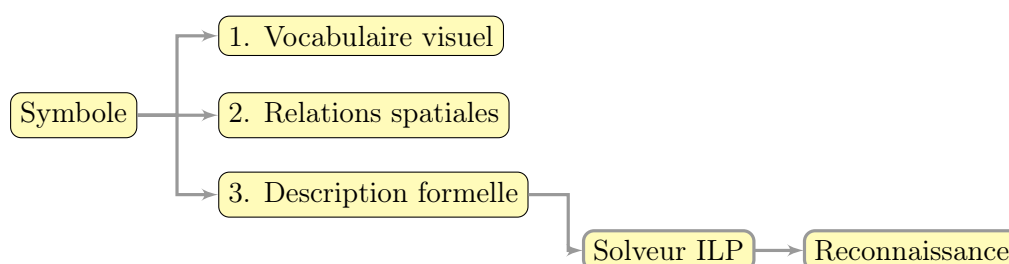 1. Vocabulaire visuel
Symbole
2. Relations spatiales
3. Description formelle
Solveur ILP
Reconnaissance